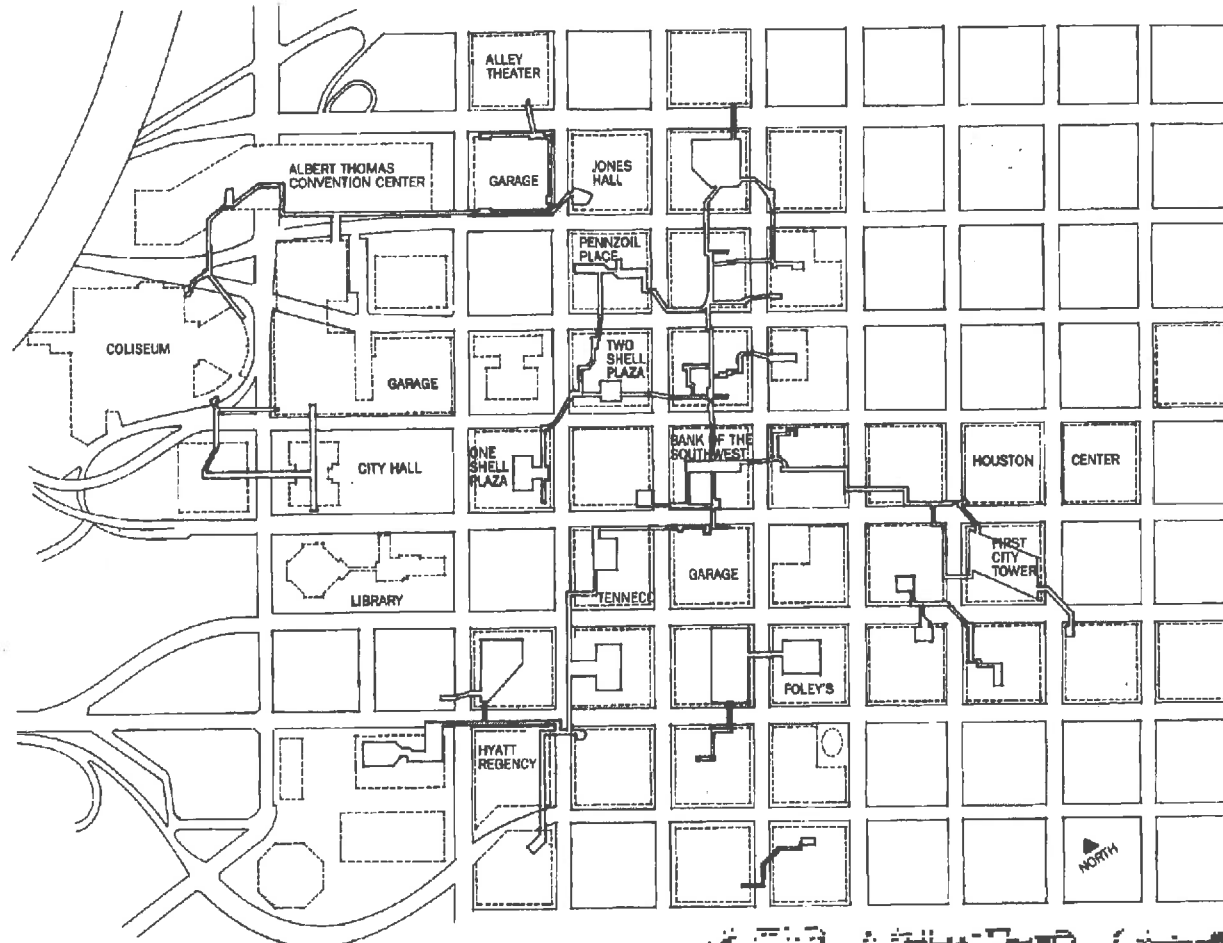 ALLEY
THEATER
ALBERT THOMAS
CONVENTION CENTER
GARAGE
JONES
HALL
PENNZOIL
PLACE
COLISEUM
GARAGE
TWO
SHELL
PLAZA
CITY HALL
ONE
SHELL
PLAZA
BANK OF THE
SOUTHWEST
HOUSTON
CENTER
LIBRARY
TENNECO
GARAGE
FIRST
CITY
TOWER
FOLEY'S
HYATT
REGENCY
NORTH